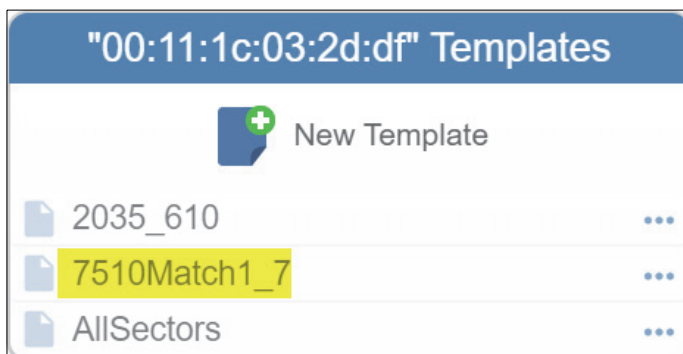 "00:11:1c:03:2d:df" Templates
New Template
2035_610
7510Match1_7
AllSectors